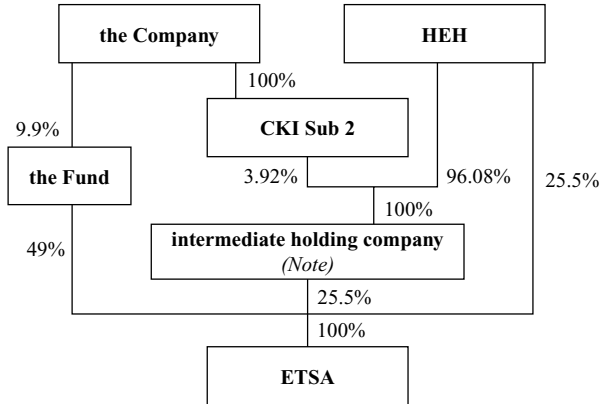 the Company
HEH
100%
CKI Sub 2
9.9%
the Fund
3.92%
96.08%
25.5%
100%
49%
intermediate holding company
(Note)
25.5%
100%
ETSA